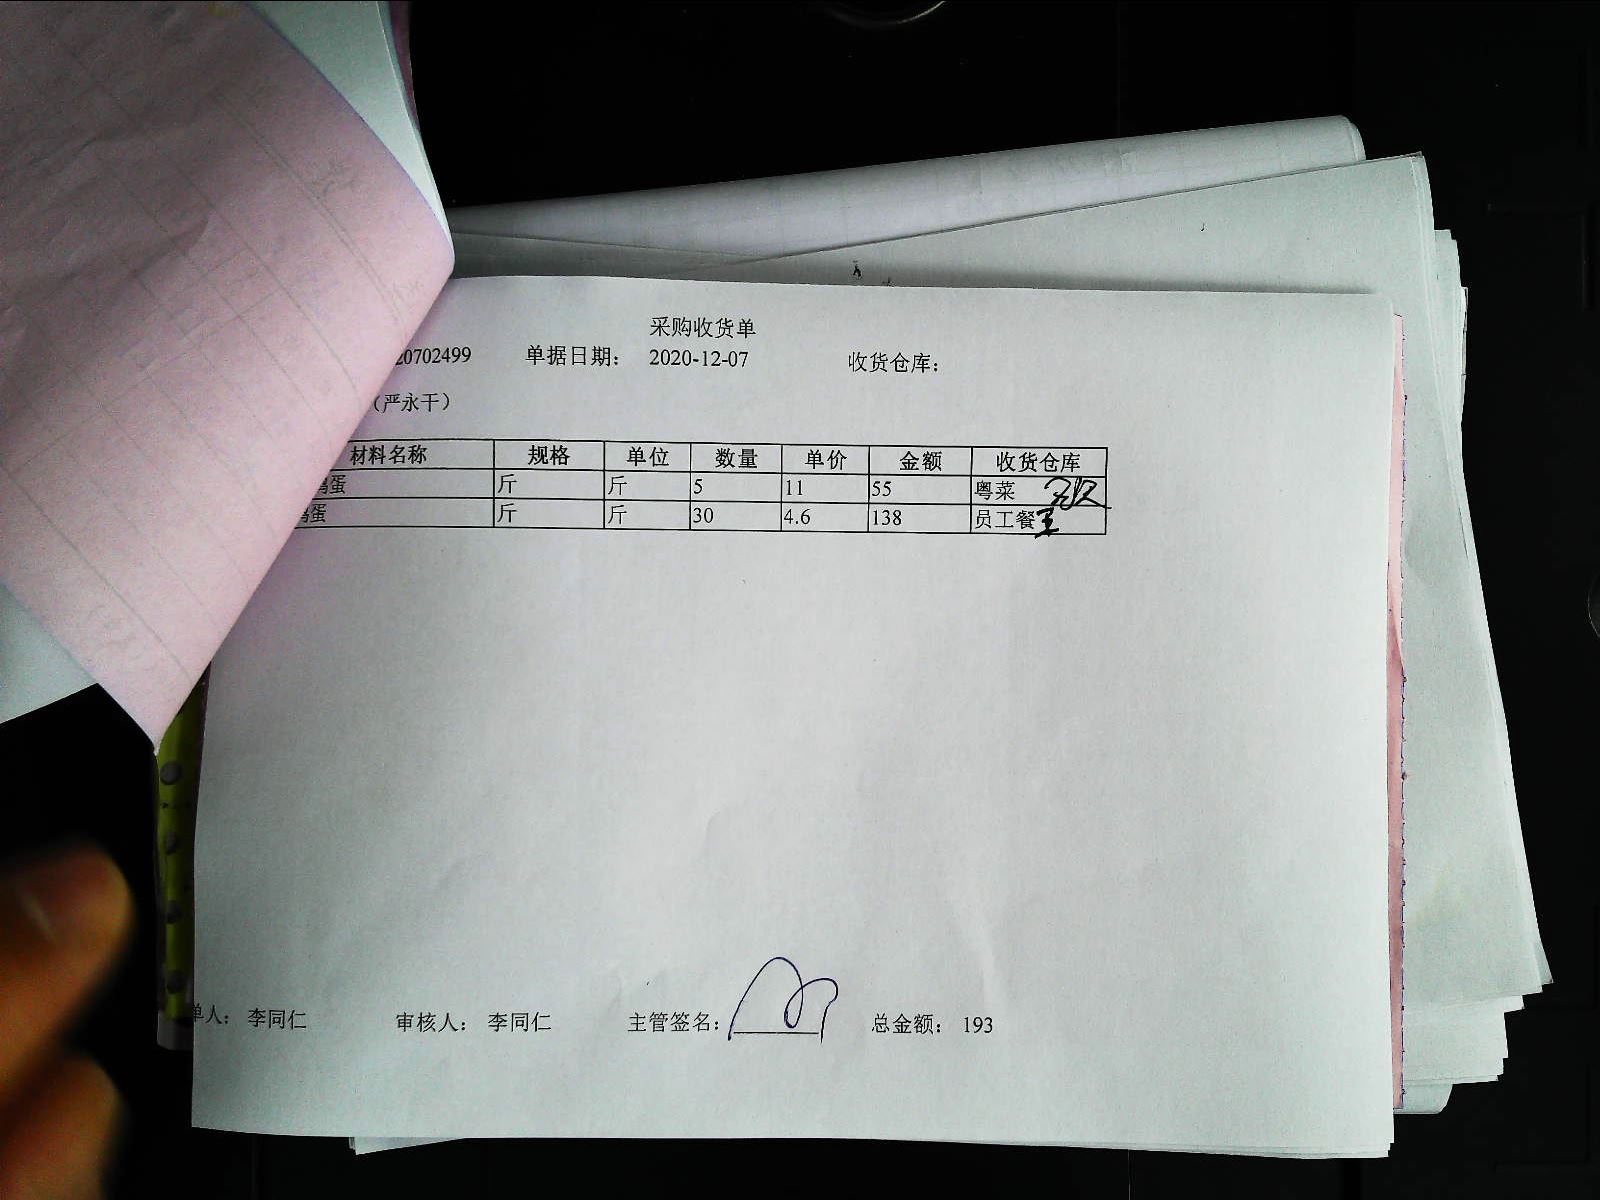 采购收货单
20702499 单据日期： 2020-12-07 收货仓库：
（严永干）
材料名称 规格 单位 数量 单价 金额 收货仓库
鸡蛋 斤 斤 5 11 55 粤菜
鸡蛋 斤 斤 30 4.6 138 员工餐 王
单人： 李同仁 审核人： 李同仁 主管签名： 总金额： 193